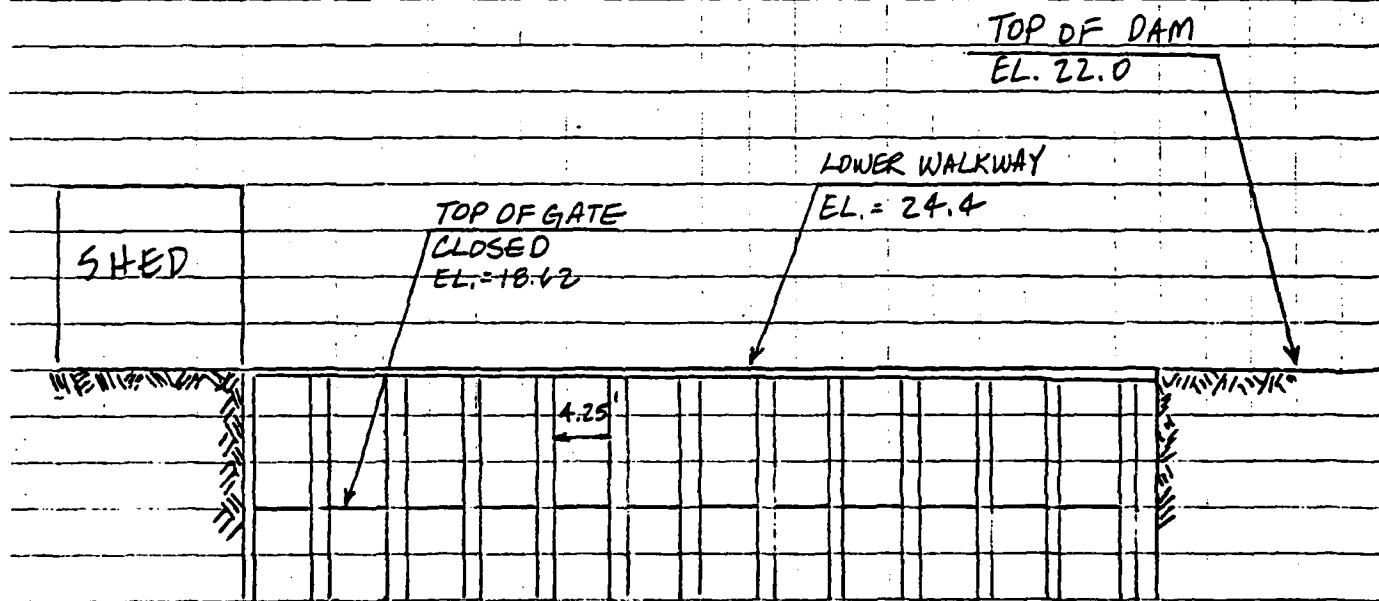 TOP OF DAM
EL. 22.0
LOWER WALKWAY
EL. = 24.4
TOP OF GATE
CLOSED
EL. = 18.62
SHED
4.25'